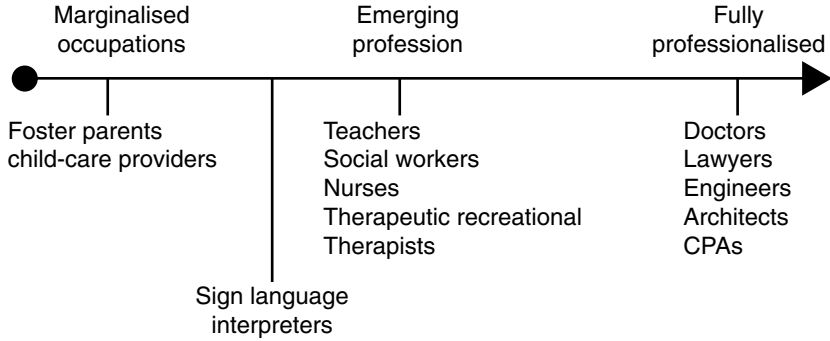 Marginalised
occupations
Emerging
profession
Fully
professionalised
Foster parents
child-care providers
Teachers
Social workers
Nurses
Therapeutic recreational
Therapists
Doctors
Lawyers
Engineers
Architects
CPAs
Sign language
interpreters